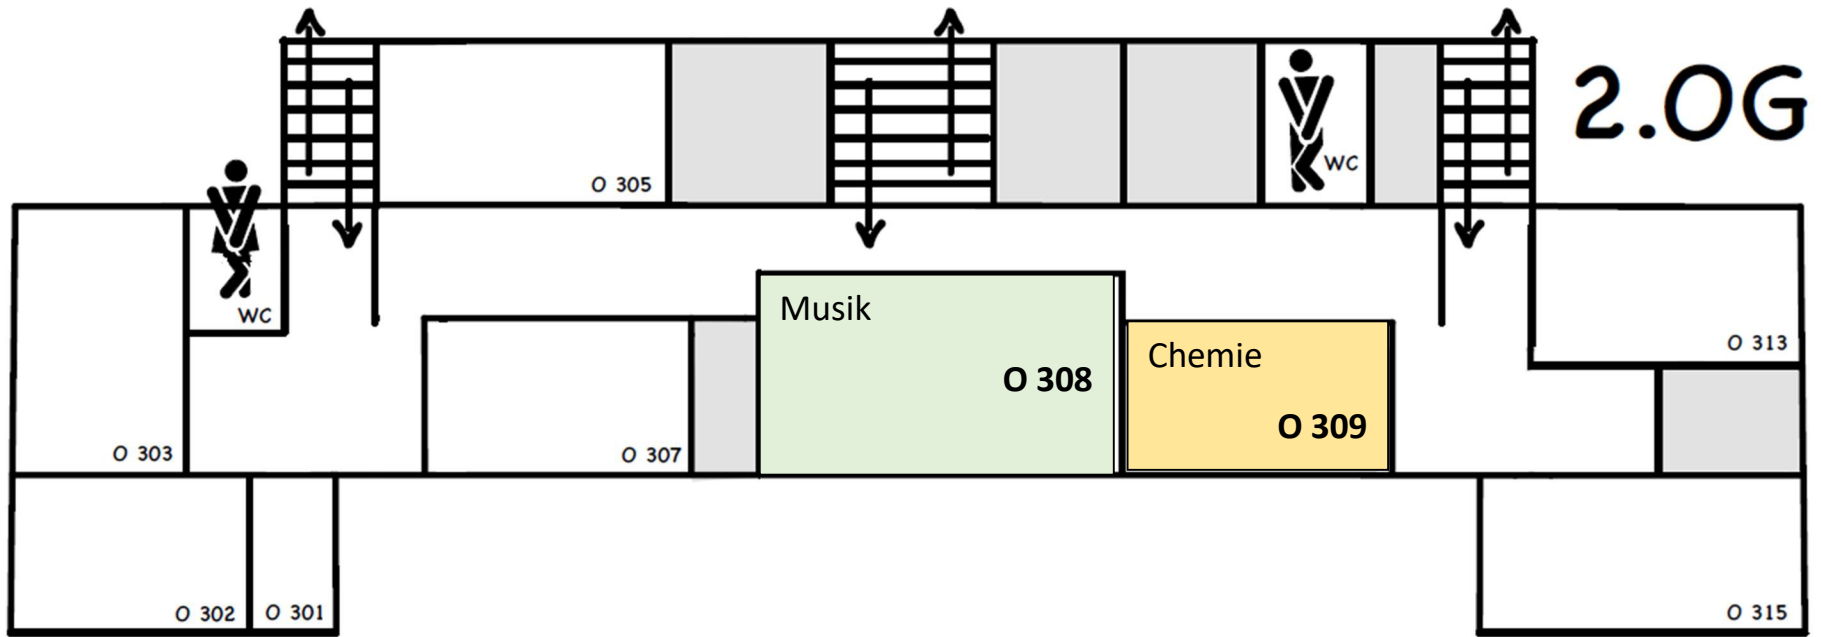 2.OG
O 305
WC
WC
Musik
O 308
Chemie
O 309
O 313
O 303
O 307
O 302
O 301
O 315